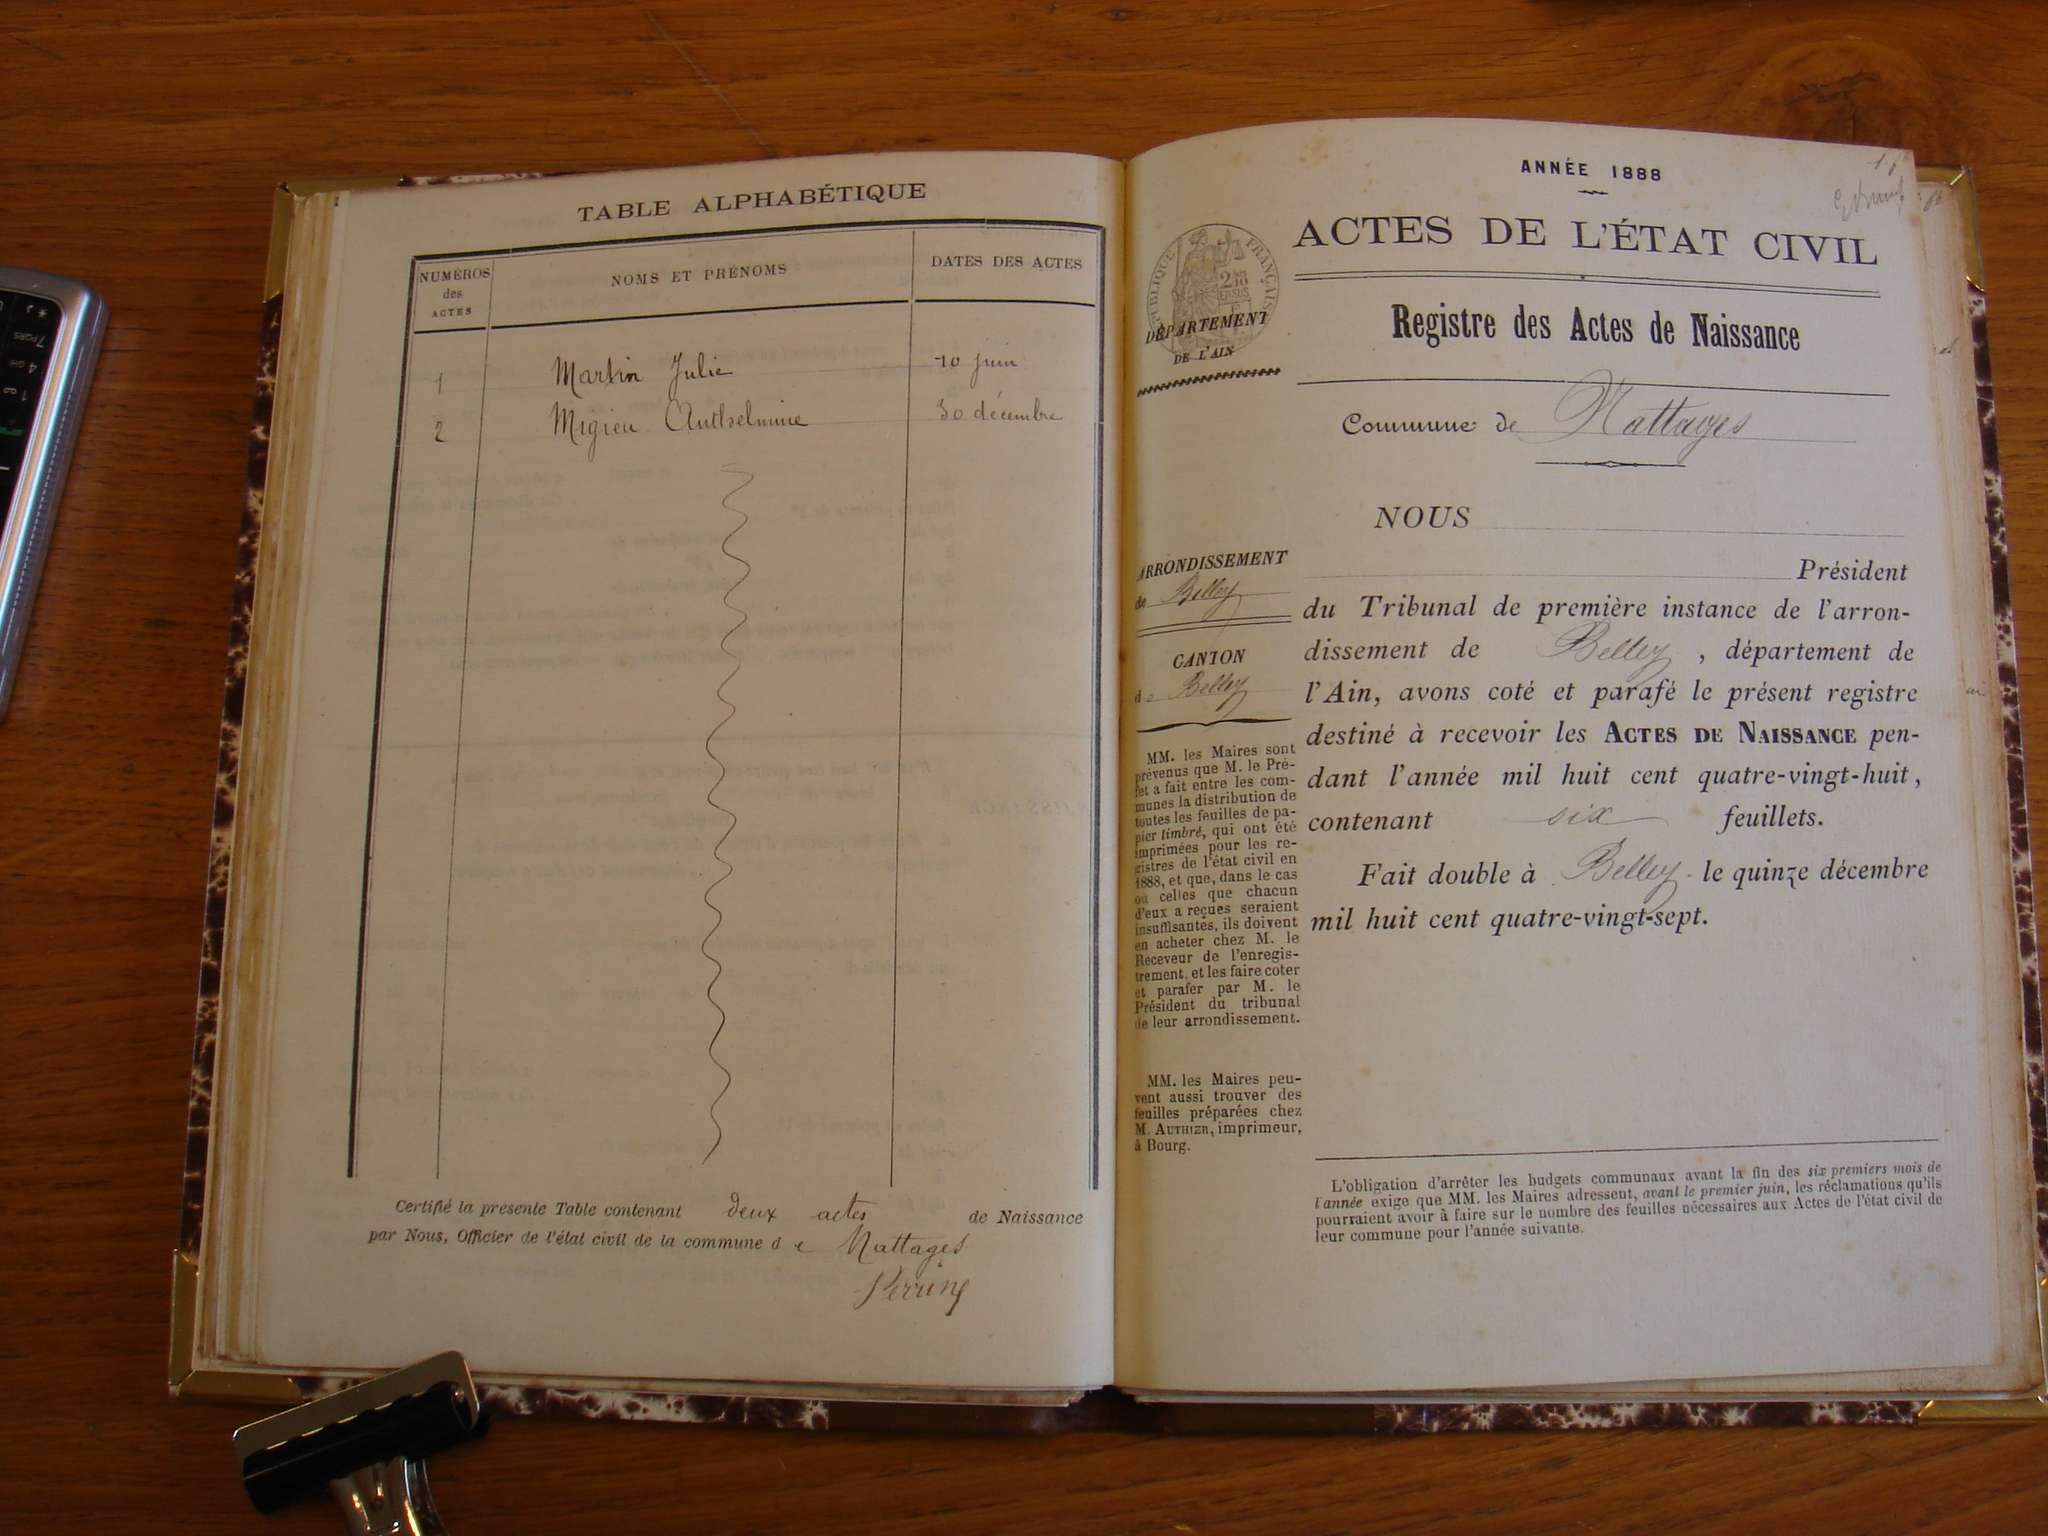 TABLE ALPHABÉTIQUE
NUMÉROS
des
ACTES
NOMS ET PRÉNOMS
DATES DES ACTES
1 Martin Julie 10 juin
2 Migieu Anthelmine 30 décembre
Certifié la présente Table contenant deux actes de Naissance
par Nous, Officier de l'état civil de la commune de Nattages
ANNÉE 1888
ACTES DE L'ÉTAT CIVIL
Registre des Actes de Naissance
Commune de Nattages
DÉPARTEMENT
DE L'AIN
ARRONDISSEMENT
de Belley
CANTON
de Belley
MM. les Maires sont
prévenus que M. le Pré-
fet a fait entre les com-
munes la distribution de
toutes les feuilles de pa-
pier timbré, qui ont été
imprimées pour les re-
gistres de l'état civil en
1888, et que, dans le cas
où celles que chacun
d'eux a reçues seraient
insuffisantes, ils doivent
en acheter chez M. le
Receveur de l'enregis-
trement, et les faire coter
et parafer par M. le
Président du tribunal
de leur arrondissement.
MM. les Maires peu-
vent aussi trouver des
feuilles préparées chez
M. AUTHIER, imprimeur,
à Bourg.
NOUS
Président
du Tribunal de première instance de l'arron-
dissement de Belley, département de
l'Ain, avons coté et parafé le présent registre
destiné à recevoir les ACTES DE NAISSANCE pen-
dant l'année mil huit cent quatre-vingt-huit,
contenant six feuillets.
Fait double à Belley le quinze décembre
mil huit cent quatre-vingt-sept.
L'obligation d'arrêter les budgets communaux avant la fin des six premiers mois de
l'année exige que MM. les Maires adressent, avant le premier juin, les réclamations qu'ils
pourraient avoir à faire sur le nombre des feuilles nécessaires aux Actes de l'état civil de
leur commune pour l'année suivante.